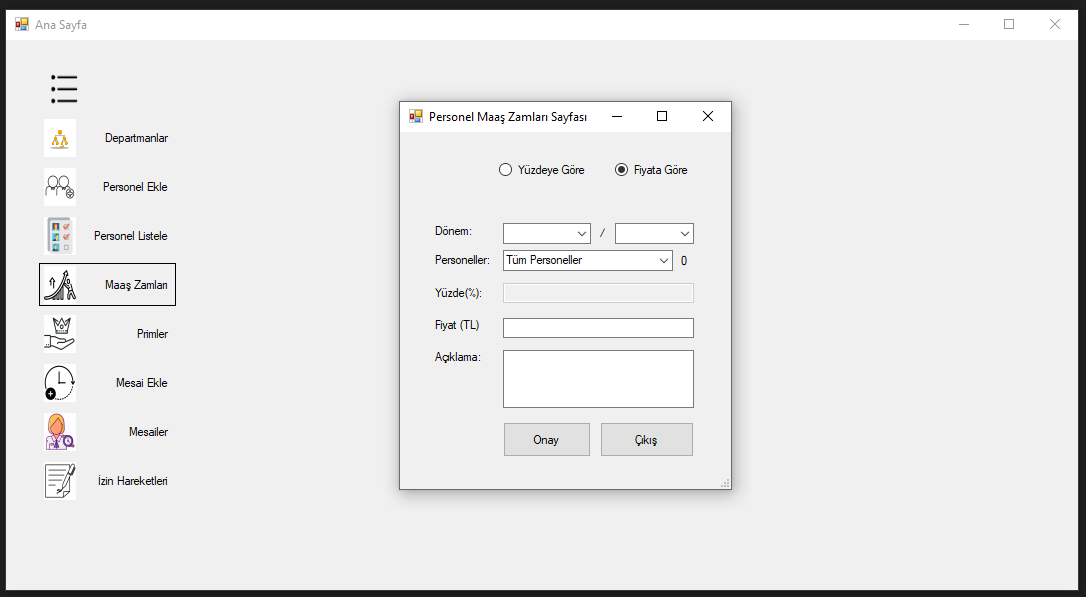 Ana Sayfa
Departmanlar
Personel Ekle
Personel Listele
Maaş Zamları
Primler
Mesai Ekle
Mesailer
İzin Hareketleri
Personel Maaş Zamları Sayfası
Yüzdeye Göre Fiyata Göre
Dönem: /
Personeller: Tüm Personeller 0
Yüzde(%):
Fiyat (TL)
Açıklama:
Onay Çıkış